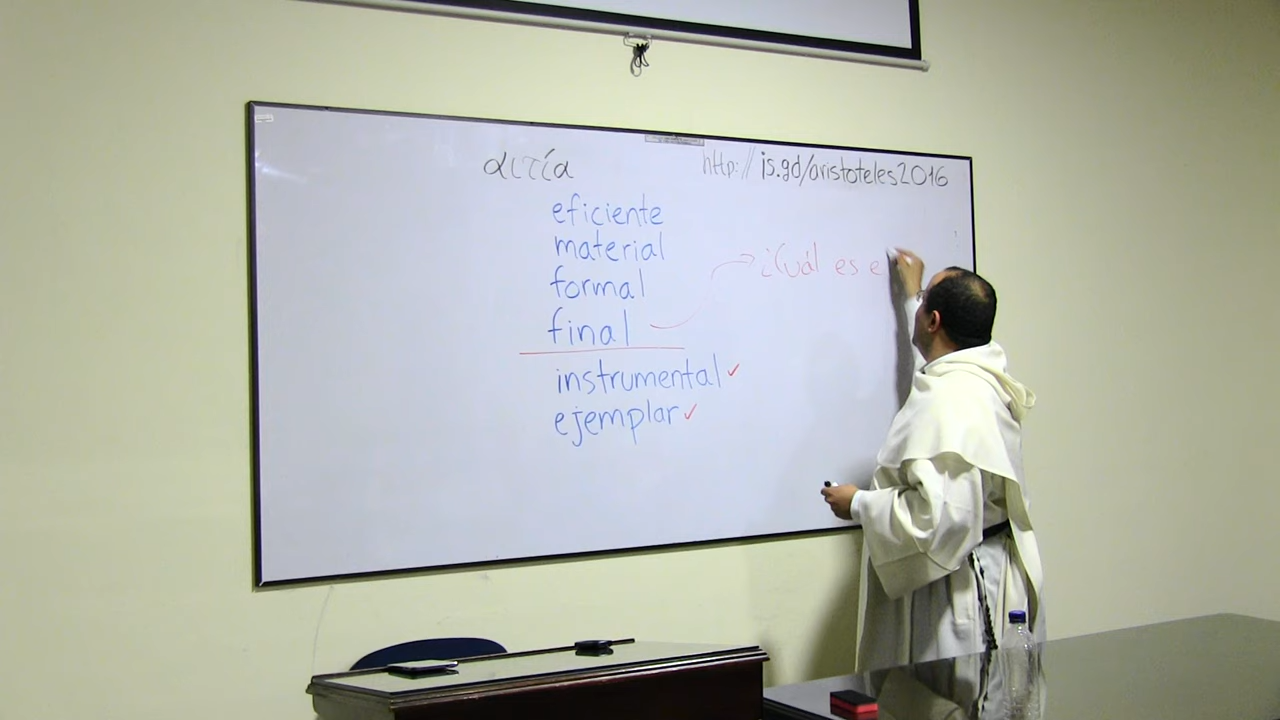 αιτία
http://is.gd/aristoteles2016
eficiente
material
formal
final
¿Cuál es e
instrumental
ejemplar